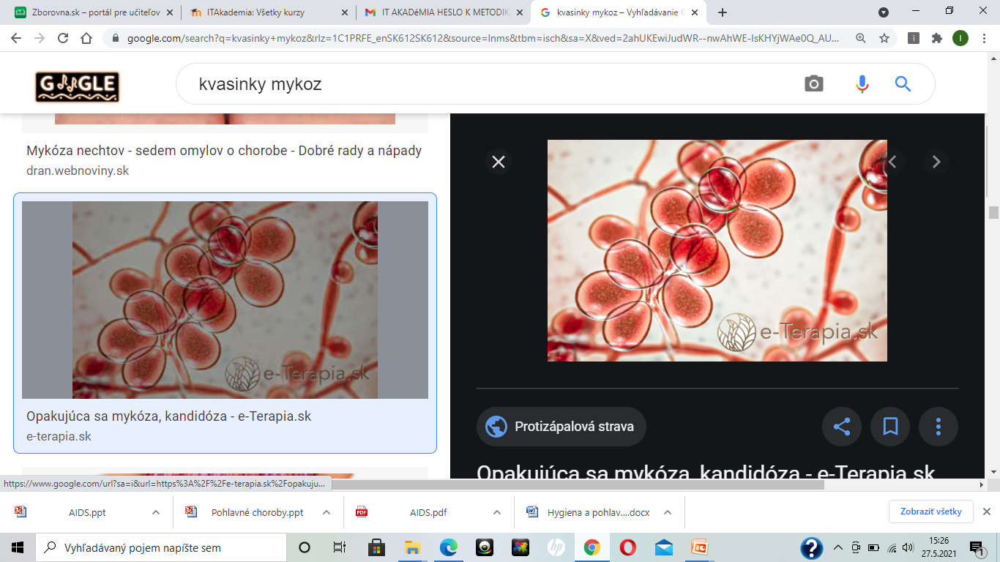 Zborovna.sk – portál pre učiteľov
ITAkademia: Všetky kurzy
IT AKADéMIA HESLO K METODIK
kvasinky mykoz – Vyhľadávanie G
google.com/search?q=kvasinky+mykoz&rlz=1C1PRFE_enSK612SK612&source=lnms&tbm=isch&sa=X&ved=2ahUKEwiJudWR--nwAhWE-IsKHYjWAe0Q_AU...
I
GOOGLE
kvasinky mykoz
Mykóza nechtov - sedem omylov o chorobe - Dobré rady a nápady
dran.webnoviny.sk
e-Terapia.sk
Opakujúca sa mykóza, kandidóza - e-Terapia.sk
e-terapia.sk
e-Terapia.sk
Protizápalová strava
Opakujúca sa mykóza, kandidóza - e-Terapia.sk
https://www.google.com/url?sa=i&url=https%3A%2F%2Fe-terapia.sk%2Fopakuju...
AIDS.ppt
Pohlavné choroby.ppt
PDF
AIDS.pdf
Hygiena a pohlav....docx
Zobraziť všetky
Vyhľadávaný pojem napíšte sem
hp
15:26
27.5.2021
1